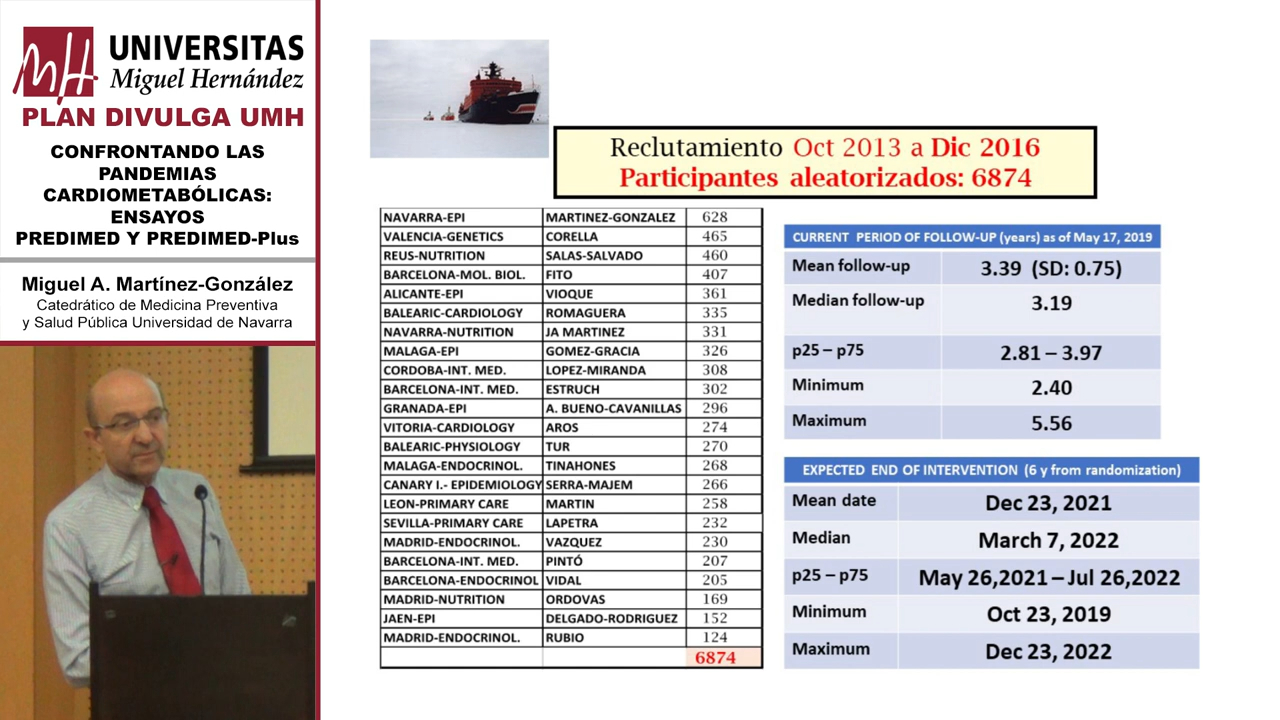 UNIVERSITAS
Miguel Hernández
PLAN DIVULGA UMH
CONFRONTANDO LAS
PANDEMIAS
CARDIOMETABÓLICAS:
ENSAYOS
PREDIMED Y PREDIMED-Plus
Miguel A. Martínez-González
Catedrático de Medicina Preventiva
y Salud Pública Universidad de Navarra
Reclutamiento Oct 2013 a Dic 2016
Participantes aleatorizados: 6874
NAVARRA-EPI MARTINEZ-GONZALEZ 628
VALENCIA-GENETICS CORELLA 465
REUS-NUTRITION SALAS-SALVADO 460
BARCELONA-MOL. BIOL. FITO 407
ALICANTE-EPI VIOQUE 361
BALEARIC-CARDIOLOGY ROMAGUERA 335
NAVARRA-NUTRITION JA MARTINEZ 331
MALAGA-EPI GOMEZ-GRACIA 326
CORDOBA-INT. MED. LOPEZ-MIRANDA 308
BARCELONA-INT. MED. ESTRUCH 302
GRANADA-EPI A. BUENO-CAVANILLAS 296
VITORIA-CARDIOLOGY AROS 274
BALEARIC-PHYSIOLOGY TUR 270
MALAGA-ENDOCRINOL. TINAHONES 268
CANARY I.- EPIDEMIOLOGY SERRA-MAJEM 266
LEON-PRIMARY CARE MARTIN 258
SEVILLA-PRIMARY CARE LAPETRA 232
MADRID-ENDOCRINOL. VAZQUEZ 230
BARCELONA-INT. MED. PINTÓ 207
BARCELONA-ENDOCRINOL VIDAL 205
MADRID-NUTRITION ORDOVAS 169
JAEN-EPI DELGADO-RODRIGUEZ 152
MADRID-ENDOCRINOL. RUBIO 124
6874
CURRENT PERIOD OF FOLLOW-UP (years) as of May 17, 2019
Mean follow-up 3.39 (SD: 0.75)
Median follow-up 3.19
p25 – p75 2.81 – 3.97
Minimum 2.40
Maximum 5.56
EXPECTED END OF INTERVENTION (6 y from randomization)
Mean date Dec 23, 2021
Median March 7, 2022
p25 – p75 May 26,2021 – Jul 26,2022
Minimum Oct 23, 2019
Maximum Dec 23, 2022